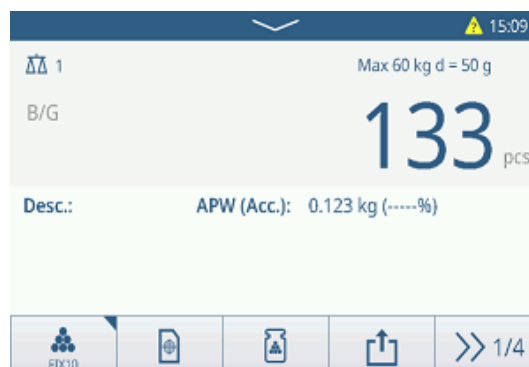 15:09
1
Max 60 kg d = 50 g
B/G
133 pcs
Desc.: APW (Acc.): 0.123 kg (-----%)
FIX10
1/4